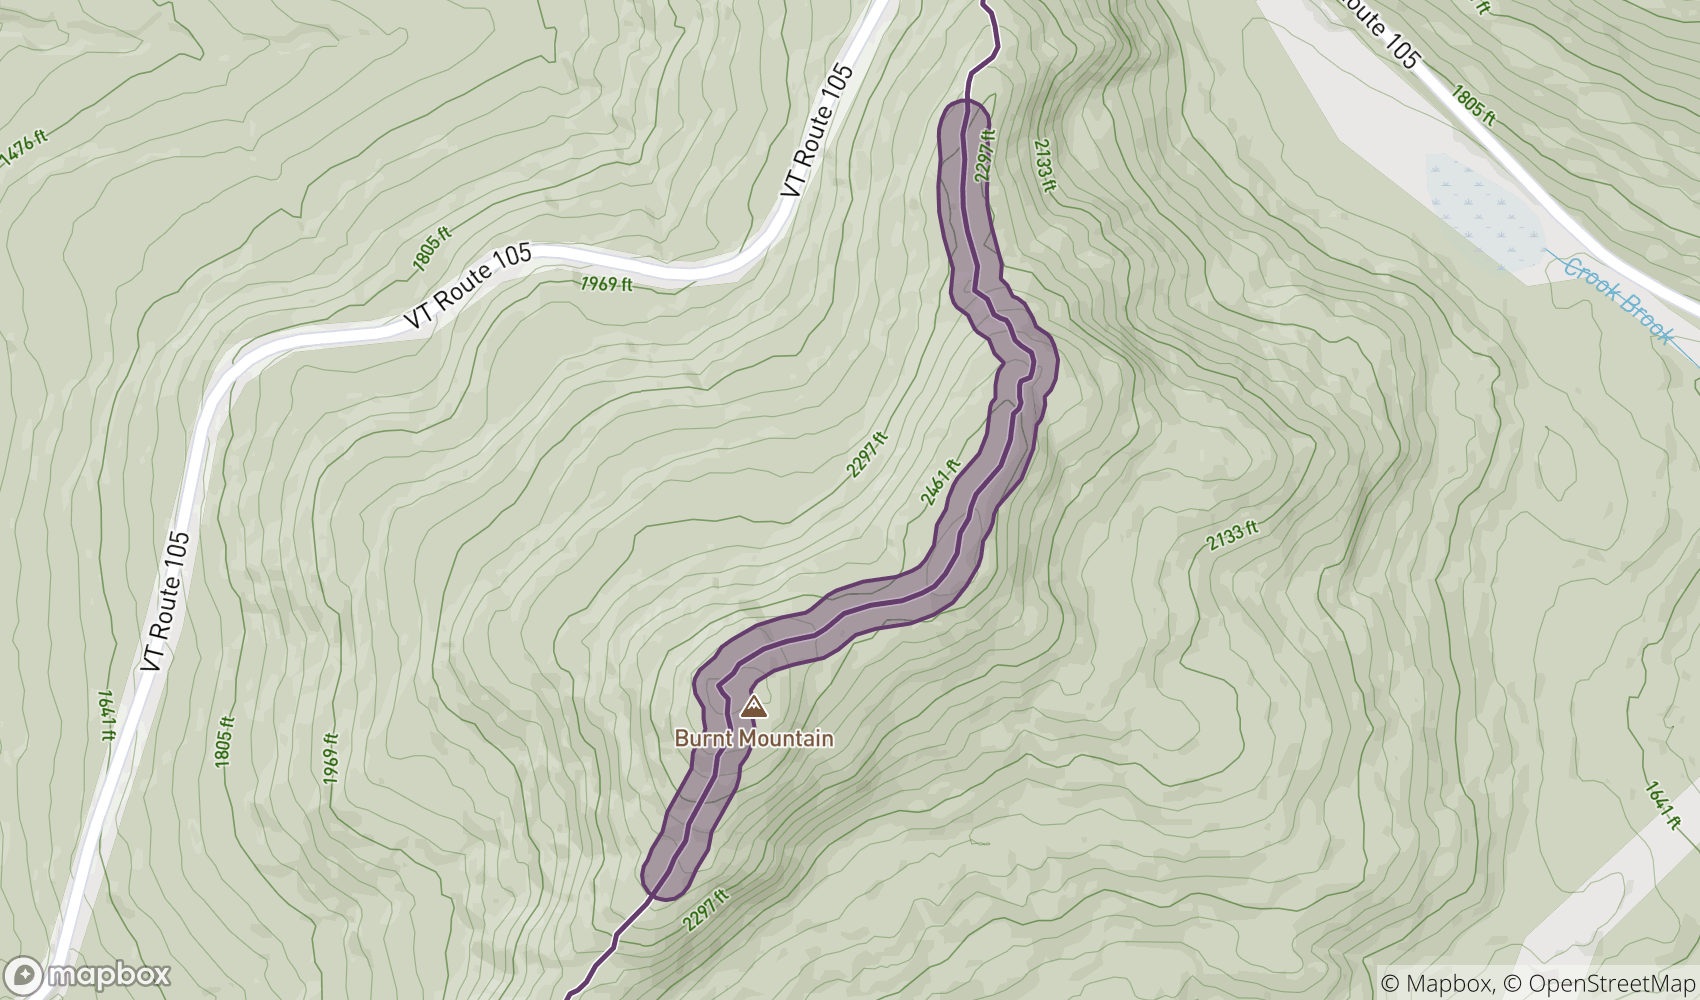 Route 105
ft
1805 ft
VT Route 105
1476 ft
2297 ft
2133 ft
1805 ft
VT Route 105
1969 ft
Crook Brook
2297 ft
2461 ft
2133 ft
VT Route 105
1641 ft
1805 ft
1969 ft
Burnt Mountain
1641 ft
2297 ft
mapbox
© Mapbox, © OpenStreetMap